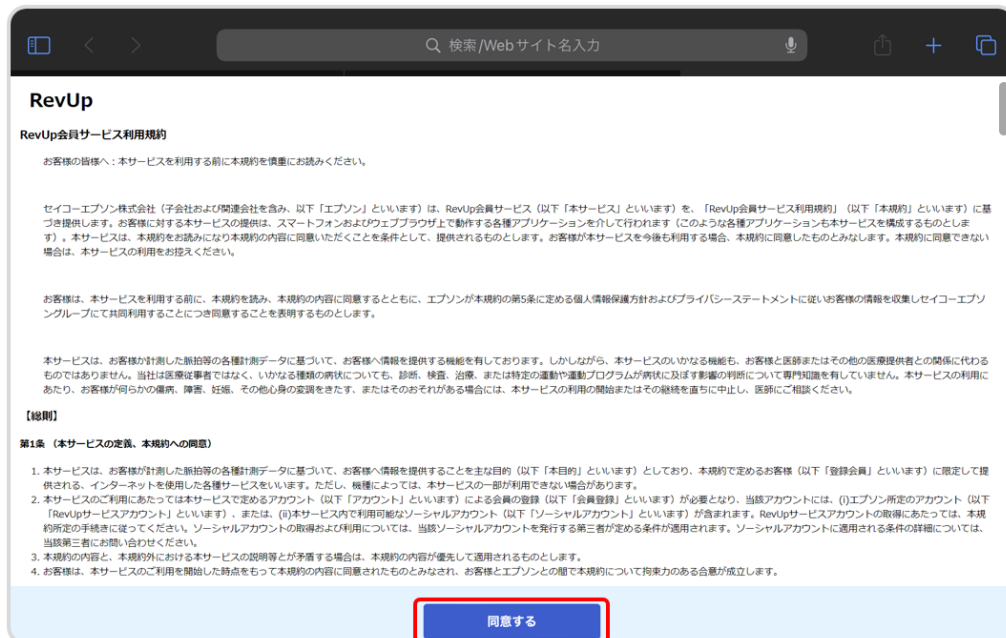 検索/Webサイト名入力
RevUp
RevUp会員サービス利用規約
お客様の皆様へ：本サービスを利用する前に本規約を慎重にお読みください。
セイコーエプソン株式会社（子会社および関連会社を含み、以下「エプソン」といいます）は、RevUp会員サービス（以下「本サービス」といいます）を、「RevUp会員サービス利用規約」（以下「本規約」といいます）に基
づき提供します。お客様に対する本サービスの提供は、スマートフォンおよびウェブブラウザ上で動作する各種アプリケーションを介して行われます（このような各種アプリケーションも本サービスを構成するものとしま
す）。本サービスは、本規約をお読みになり本規約の内容に同意いただくことを条件として、提供されるものとします。お客様が本サービスを今後も利用する場合、本規約に同意したものとみなします。本規約に同意できない
場合は、本サービスの利用をお控えください。
お客様は、本サービスを利用する前に、本規約を読み、本規約の内容に同意するとともに、エプソンが本規約の第5条に定める個人情報保護方針およびプライバシーステートメントに従いお客様の情報を収集しセイコーエプソ
ングループにて共同利用することにつき同意することを表明するものとします。
本サービスは、お客様が計測した脈拍等の各種計測データに基づいて、お客様へ情報を提供する機能を有しております。しかしながら、本サービスのいかなる機能も、お客様と医師またはその他の医療提供者との関係に代わる
ものではありません。当社は医療従事者ではなく、いかなる種類の病状についても、診断、検査、治療、または特定の運動や運動プログラムが病状に及ぼす影響の判断について専門知識を有していません。本サービスの利用に
あたり、お客様が何らかの傷病、障害、妊娠、その他心身の変調をきたす、またはそのおそれがある場合には、本サービスの利用の開始またはその継続を直ちに中止し、医師にご相談ください。
【総則】
第1条 （本サービスの定義、本規約への同意）
1. 本サービスは、お客様が計測した脈拍等の各種計測データに基づいて、お客様へ情報を提供することを主な目的（以下「本目的」といいます）としており、本規約で定めるお客様（以下「登録会員」といいます）に限定して提
供される、インターネットを使用した各種サービスをいいます。ただし、機種によっては、本サービスの一部が利用できない場合があります。
2. 本サービスのご利用にあたっては本サービスで定めるアカウント（以下「アカウント」といいます）による会員の登録（以下「会員登録」といいます）が必要となり、当該アカウントには、(i)エプソン所定のアカウント（以下
「RevUpサービスアカウント」といいます）、または、(ii)本サービス内で利用可能なソーシャルアカウント（以下「ソーシャルアカウント」といいます）が含まれます。RevUpサービスアカウントの取得にあたっては、本規
約所定の手続きに従ってください。ソーシャルアカウントの取得および利用については、当該ソーシャルアカウントを発行する第三者が定める条件が適用されます。ソーシャルアカウントに適用される条件の詳細については、
当該第三者にお問い合わせください。
3. 本規約の内容と、本規約外における本サービスの説明等とが矛盾する場合は、本規約の内容が優先して適用されるものとします。
4. お客様は、本サービスのご利用を開始した時点をもって本規約の内容に同意されたものとみなされ、お客様とエプソンとの間で本規約について拘束力のある合意が成立します。
同意する